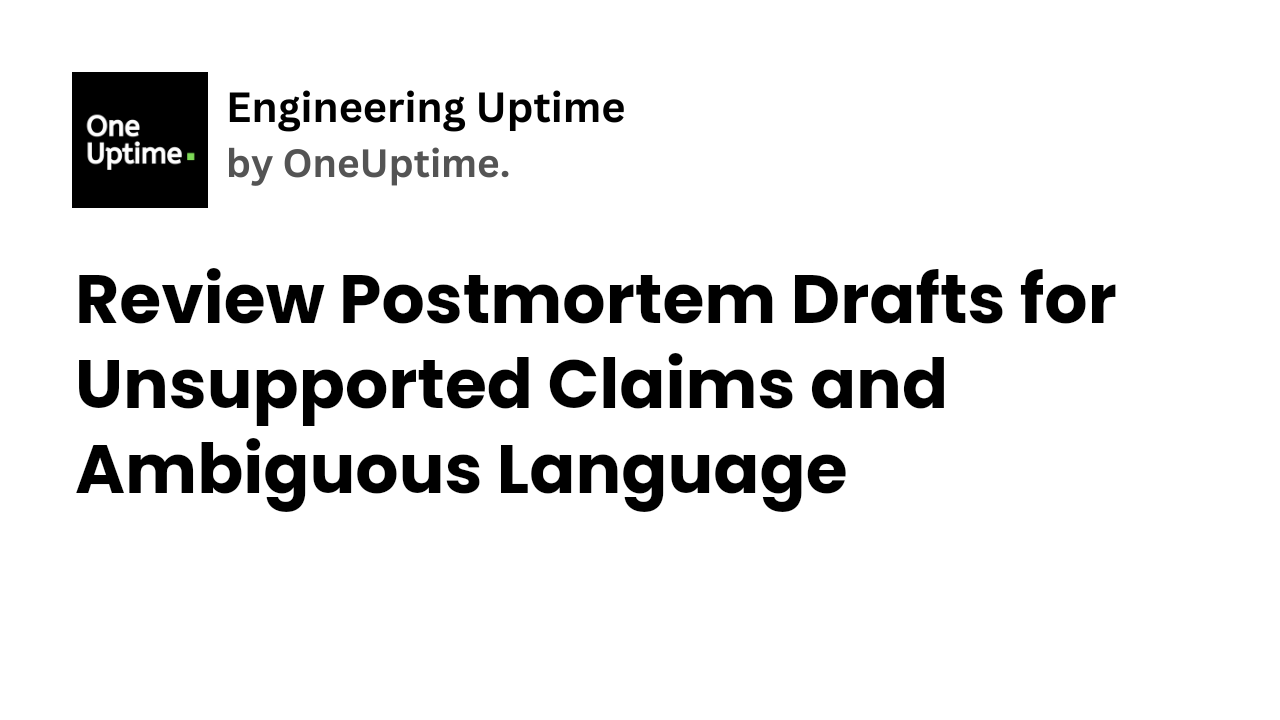 One
Uptime.
Engineering Uptime
by OneUptime.
Review Postmortem Drafts for
Unsupported Claims and
Ambiguous Language